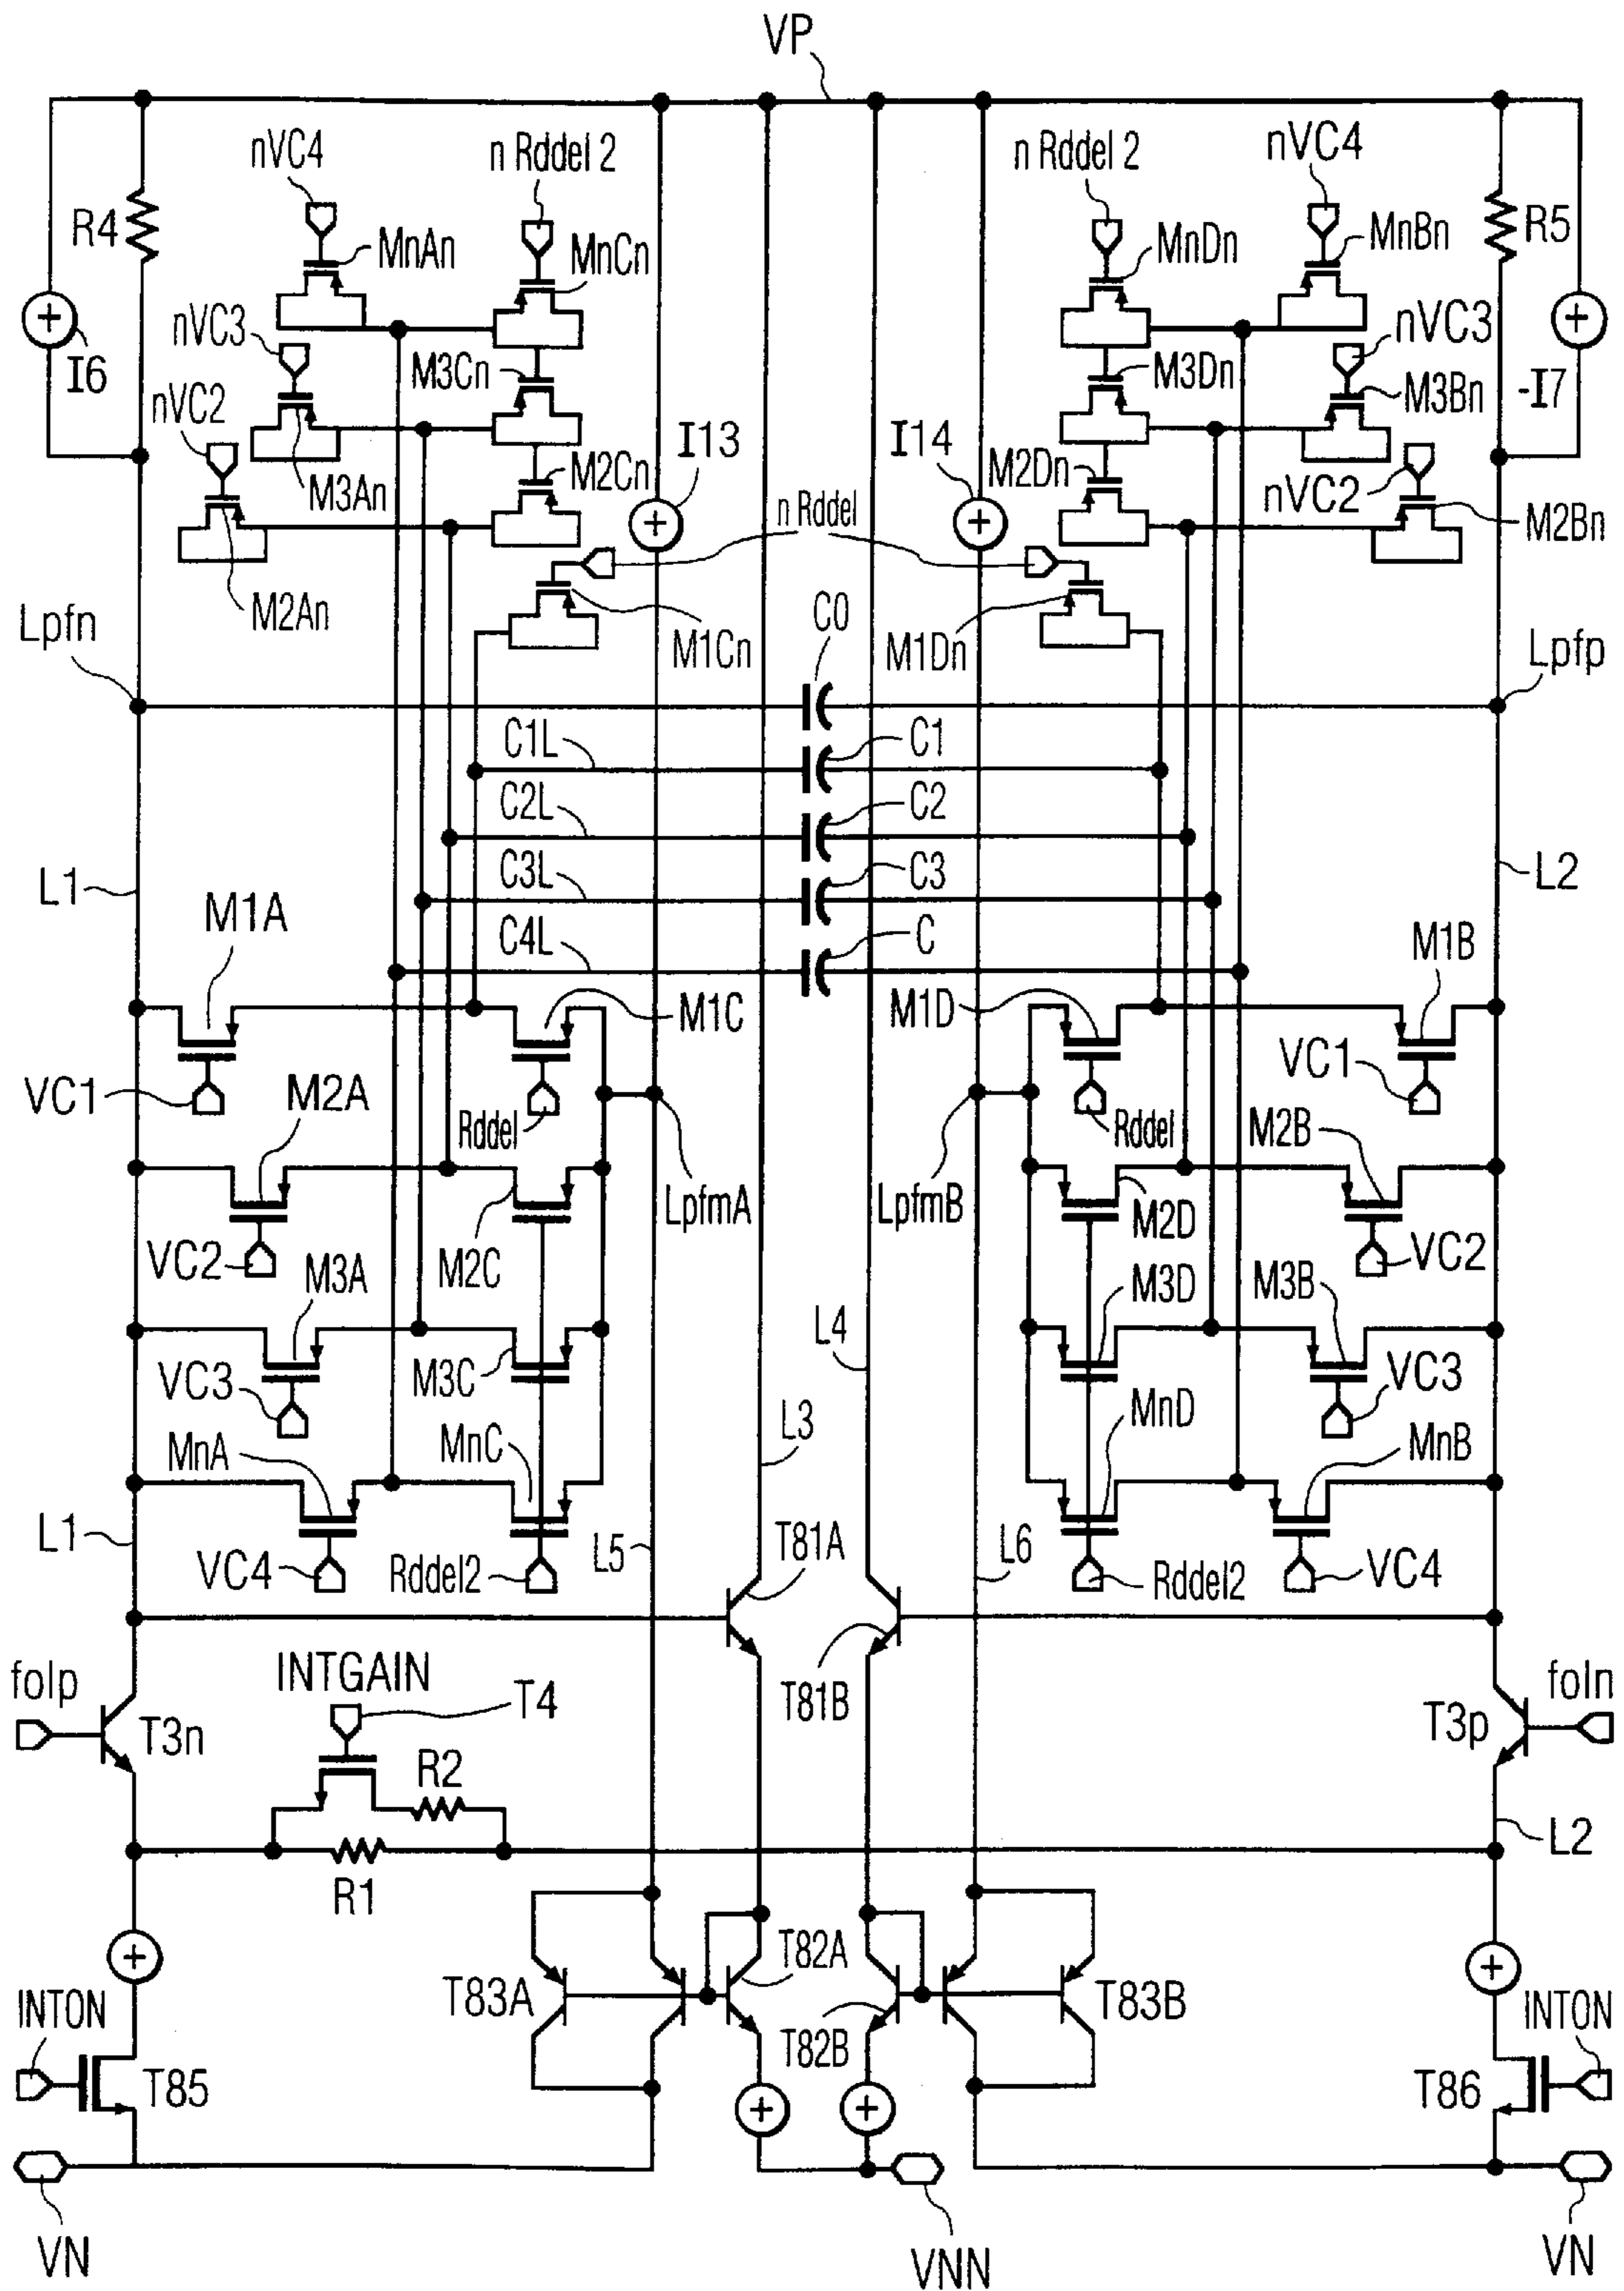 VP
nVC4
n Rddel 2
n Rddel 2
nVC4
R4
MnAn
MnCn
MnDn
MnBn
R5
nVC3
nVC3
I6
M3Cn
M3Dn
M3Bn
-I7
nVC2
M3An
M2Cn
I13
I14
M2Dn
nVC2
M2Bn
n Rddel
M2An
M1Cn
C0
M1Dn
Lpfn
Lpfp
C1L
C1
C2L
C2
L1
C3L
C3
L2
M1A
C4L
C
M1B
M1C
M1D
VC1
M2A
Rddel
Rddel
VC1
M2B
LpfmA
LpfmB
M2D
VC2
M3A
M2C
M3D
M3B
VC2
L4
VC3
M3C
MnD
VC3
MnA
MnC
L3
MnB
L1
VC4
Rddel2
L5
T81A
L6
Rddel2
VC4
folp
INTGAIN
T4
T81B
foln
T3n
R2
T3p
R1
L2
T82A
INTON
T83A
T83B
INTON
T85
T82B
T86
VN
VNN
VN